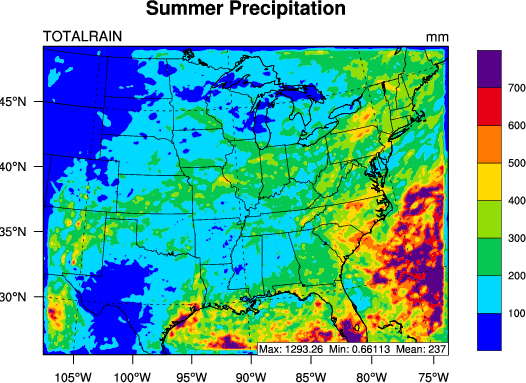 Summer Precipitation
TOTALRAIN mm
45°N
40°N
35°N
30°N
700
600
500
400
300
200
100
Max: 1293.26 Min: 0.66113 Mean: 237
105°W 100°W 95°W 90°W 85°W 80°W 75°W